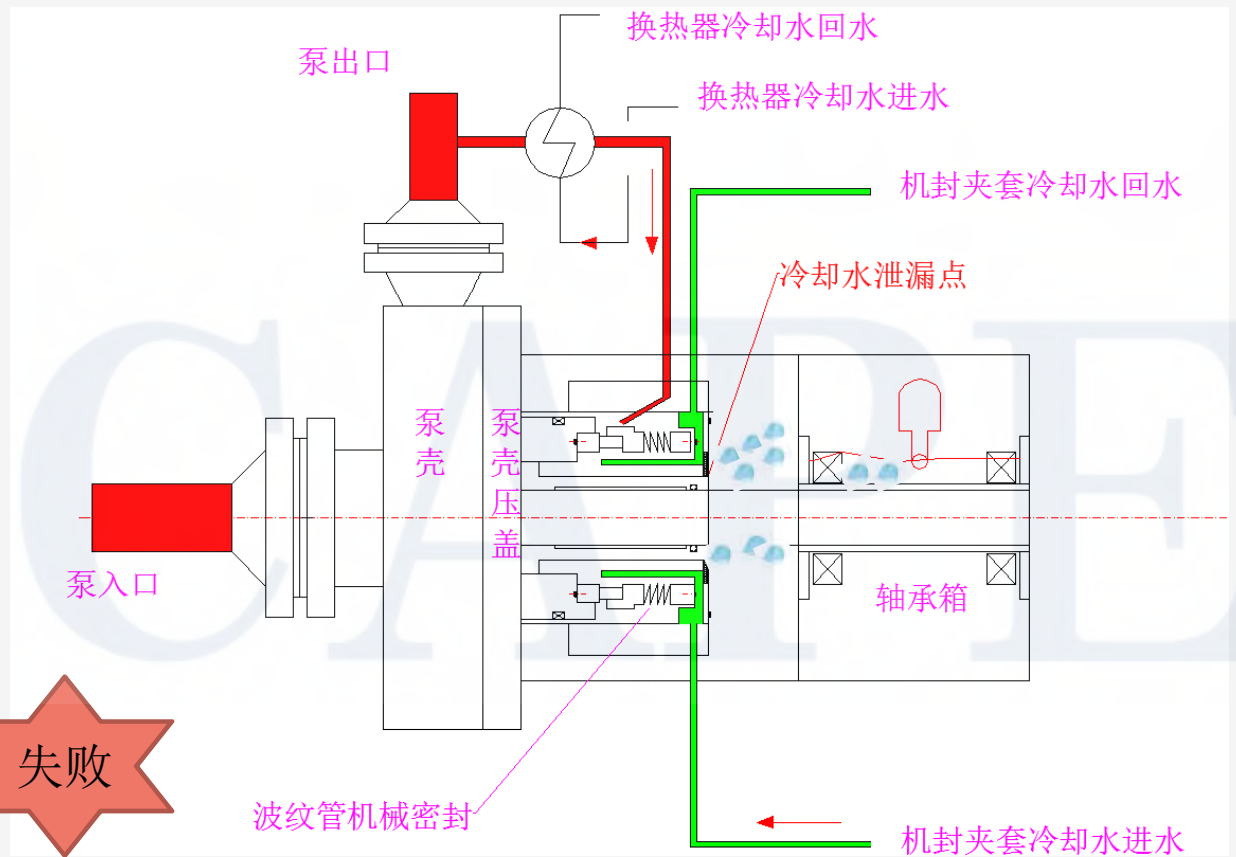 换热器冷却水回水
泵出口
换热器冷却水进水
机封夹套冷却水回水
冷却水泄漏点
泵壳
泵壳压盖
泵入口
轴承箱
失败
波纹管机械密封
机封夹套冷却水进水
CAPE